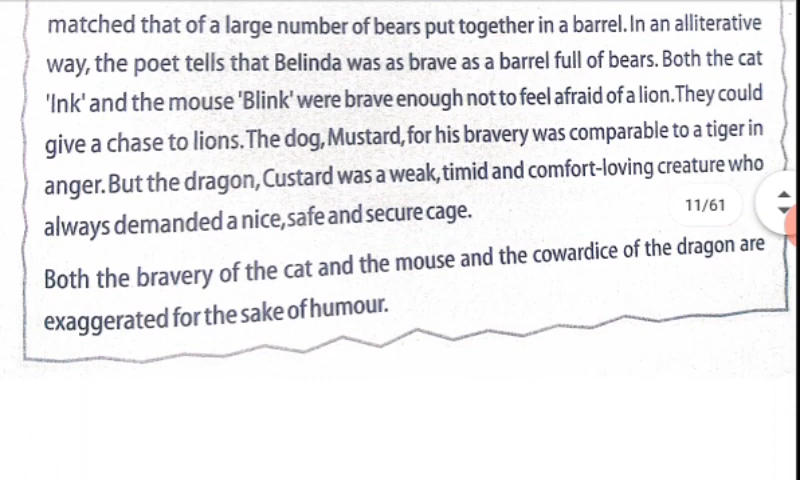 matched that of a large number of bears put together in a barrel. In an alliterative
way, the poet tells that Belinda was as brave as a barrel full of bears. Both the cat
'Ink' and the mouse 'Blink' were brave enough not to feel afraid of a lion. They could
give a chase to lions. The dog, Mustard, for his bravery was comparable to a tiger in
anger. But the dragon, Custard was a weak, timid and comfort-loving creature who
always demanded a nice, safe and secure cage.
11/61
Both the bravery of the cat and the mouse and the cowardice of the dragon are
exaggerated for the sake of humour.